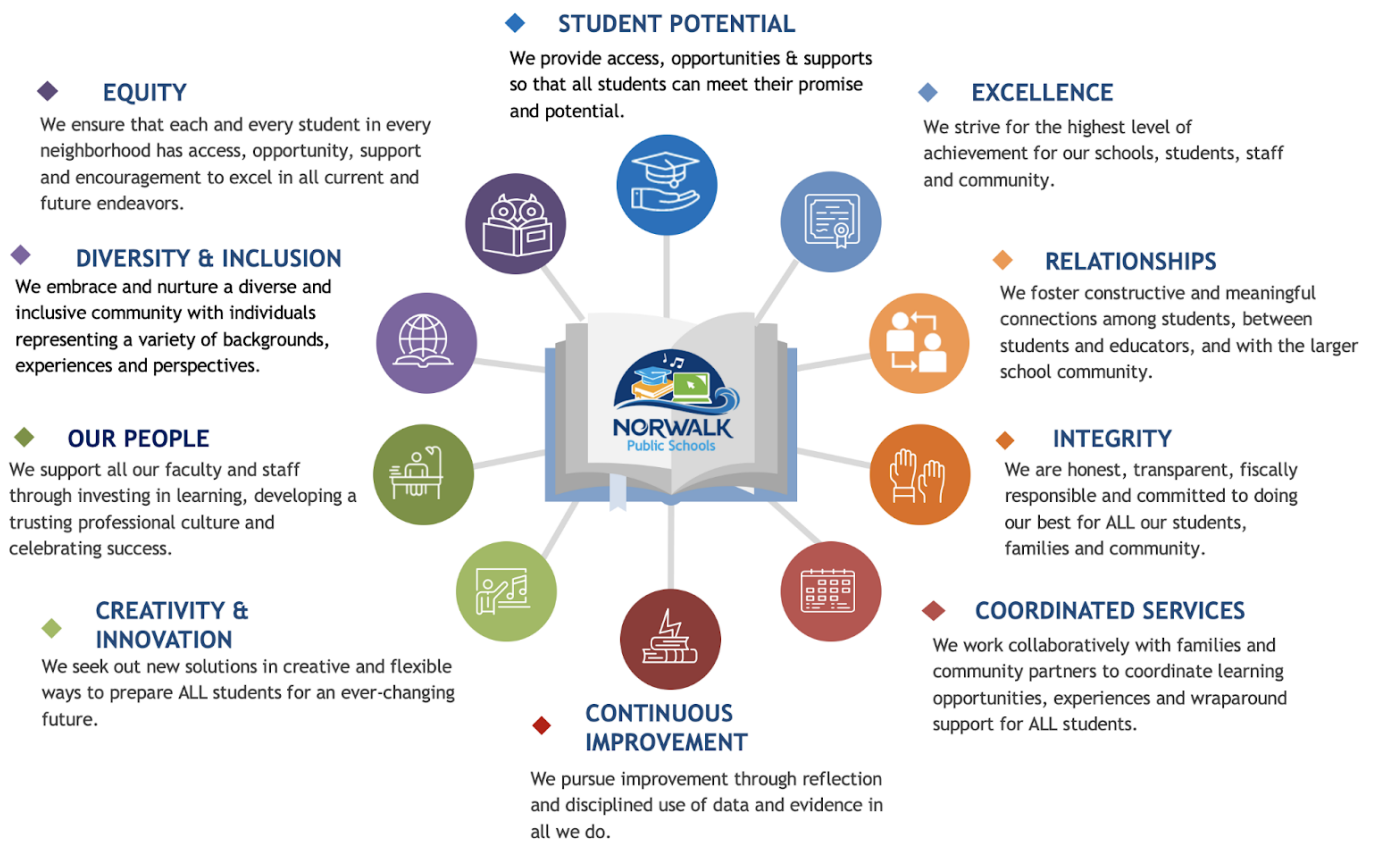 STUDENT POTENTIAL
We provide access, opportunities & supports
so that all students can meet their promise
and potential.
EQUITY
We ensure that each and every student in every
neighborhood has access, opportunity, support
and encouragement to excel in all current and
future endeavors.
EXCELLENCE
We strive for the highest level of
achievement for our schools, students, staff
and community.
DIVERSITY & INCLUSION
We embrace and nurture a diverse and
inclusive community with individuals
representing a variety of backgrounds,
experiences and perspectives.
RELATIONSHIPS
We foster constructive and meaningful
connections among students, between
students and educators, and with the larger
school community.
NORWALK
Public Schools
OUR PEOPLE
We support all our faculty and staff
through investing in learning, developing a
trusting professional culture and
celebrating success.
INTEGRITY
We are honest, transparent, fiscally
responsible and committed to doing
our best for ALL our students,
families and community.
CREATIVITY &
INNOVATION
We seek out new solutions in creative and flexible
ways to prepare ALL students for an ever-changing
future.
COORDINATED SERVICES
We work collaboratively with families and
community partners to coordinate learning
opportunities, experiences and wraparound
support for ALL students.
CONTINUOUS
IMPROVEMENT
We pursue improvement through reflection
and disciplined use of data and evidence in
all we do.